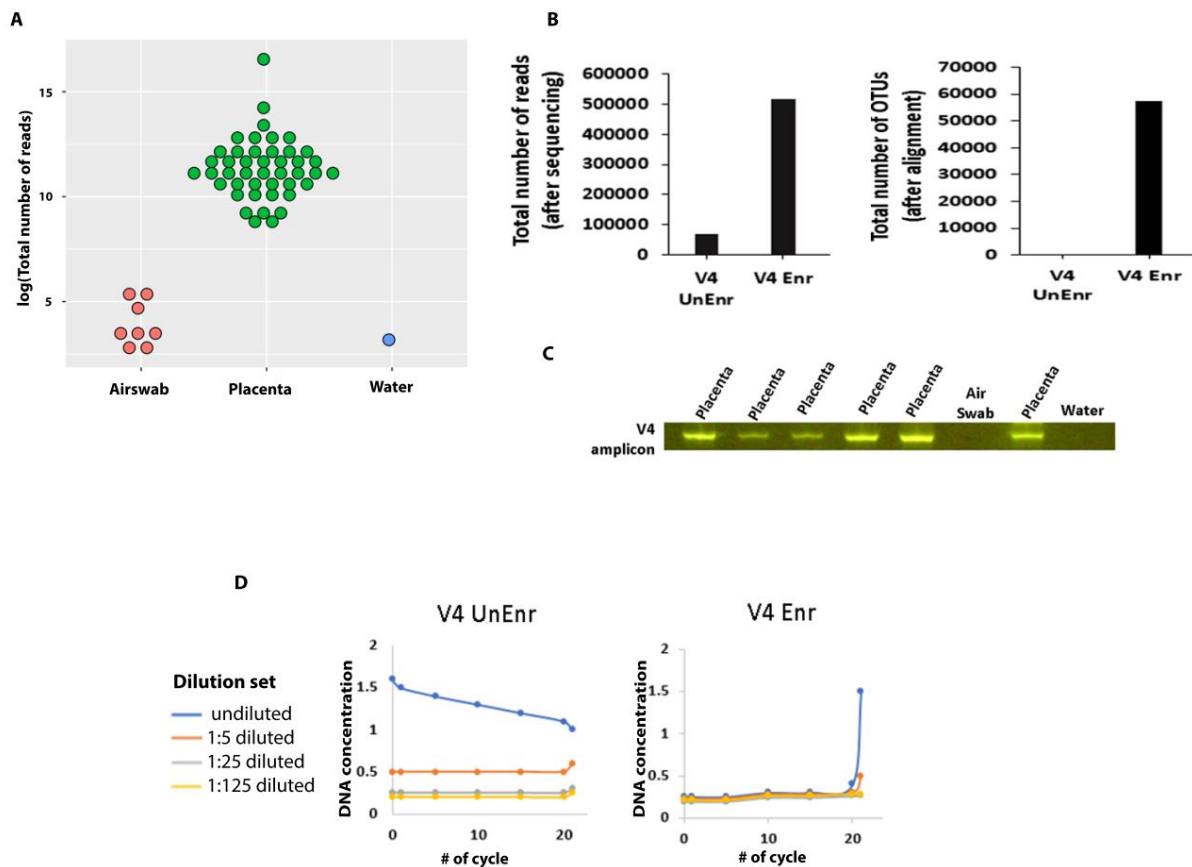 A
log(Total number of reads)
15
10
5
Airswab
Placenta
Water
B
Total number of reads
(after sequencing)
600000
500000
400000
300000
200000
100000
0
V4
UnEnr
V4 Enr
Total number of OTUs
(after alignment)
70000
60000
50000
40000
30000
20000
10000
0
V4
UnEnr
V4 Enr
C
Placenta
Placenta
Placenta
Placenta
Placenta
Air
Swab
Placenta
Water
V4
amplicon
D
Dilution set
undiluted
1:5 diluted
1:25 diluted
1:125 diluted
V4 UnEnr
DNA concentration
2
1.5
1
0.5
0
0
10
20
# of cycle
V4 Enr
DNA concentration
2
1.5
1
0.5
0
0
10
20
# of cycle